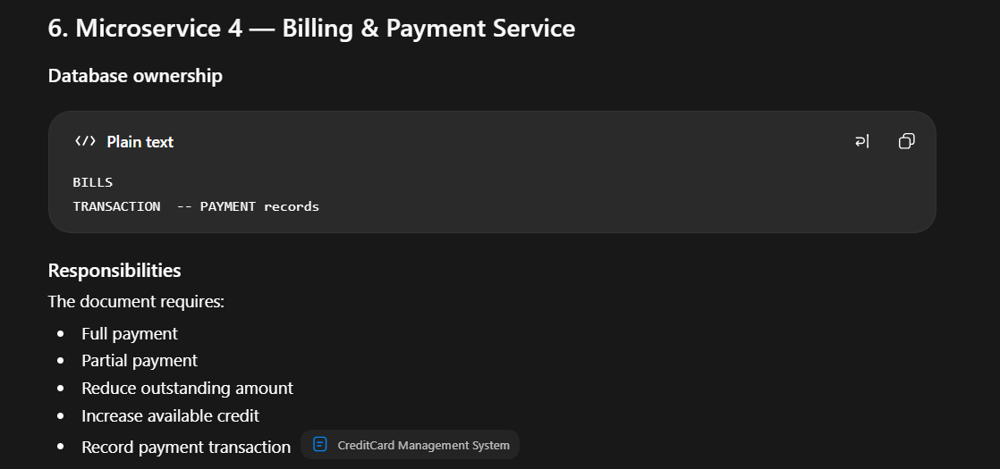 6. Microservice 4 — Billing & Payment Service
Database ownership
</> Plain text
BILLS
TRANSACTION  -- PAYMENT records
Responsibilities
The document requires:
• Full payment
• Partial payment
• Reduce outstanding amount
• Increase available credit
• Record payment transaction CreditCard Management System